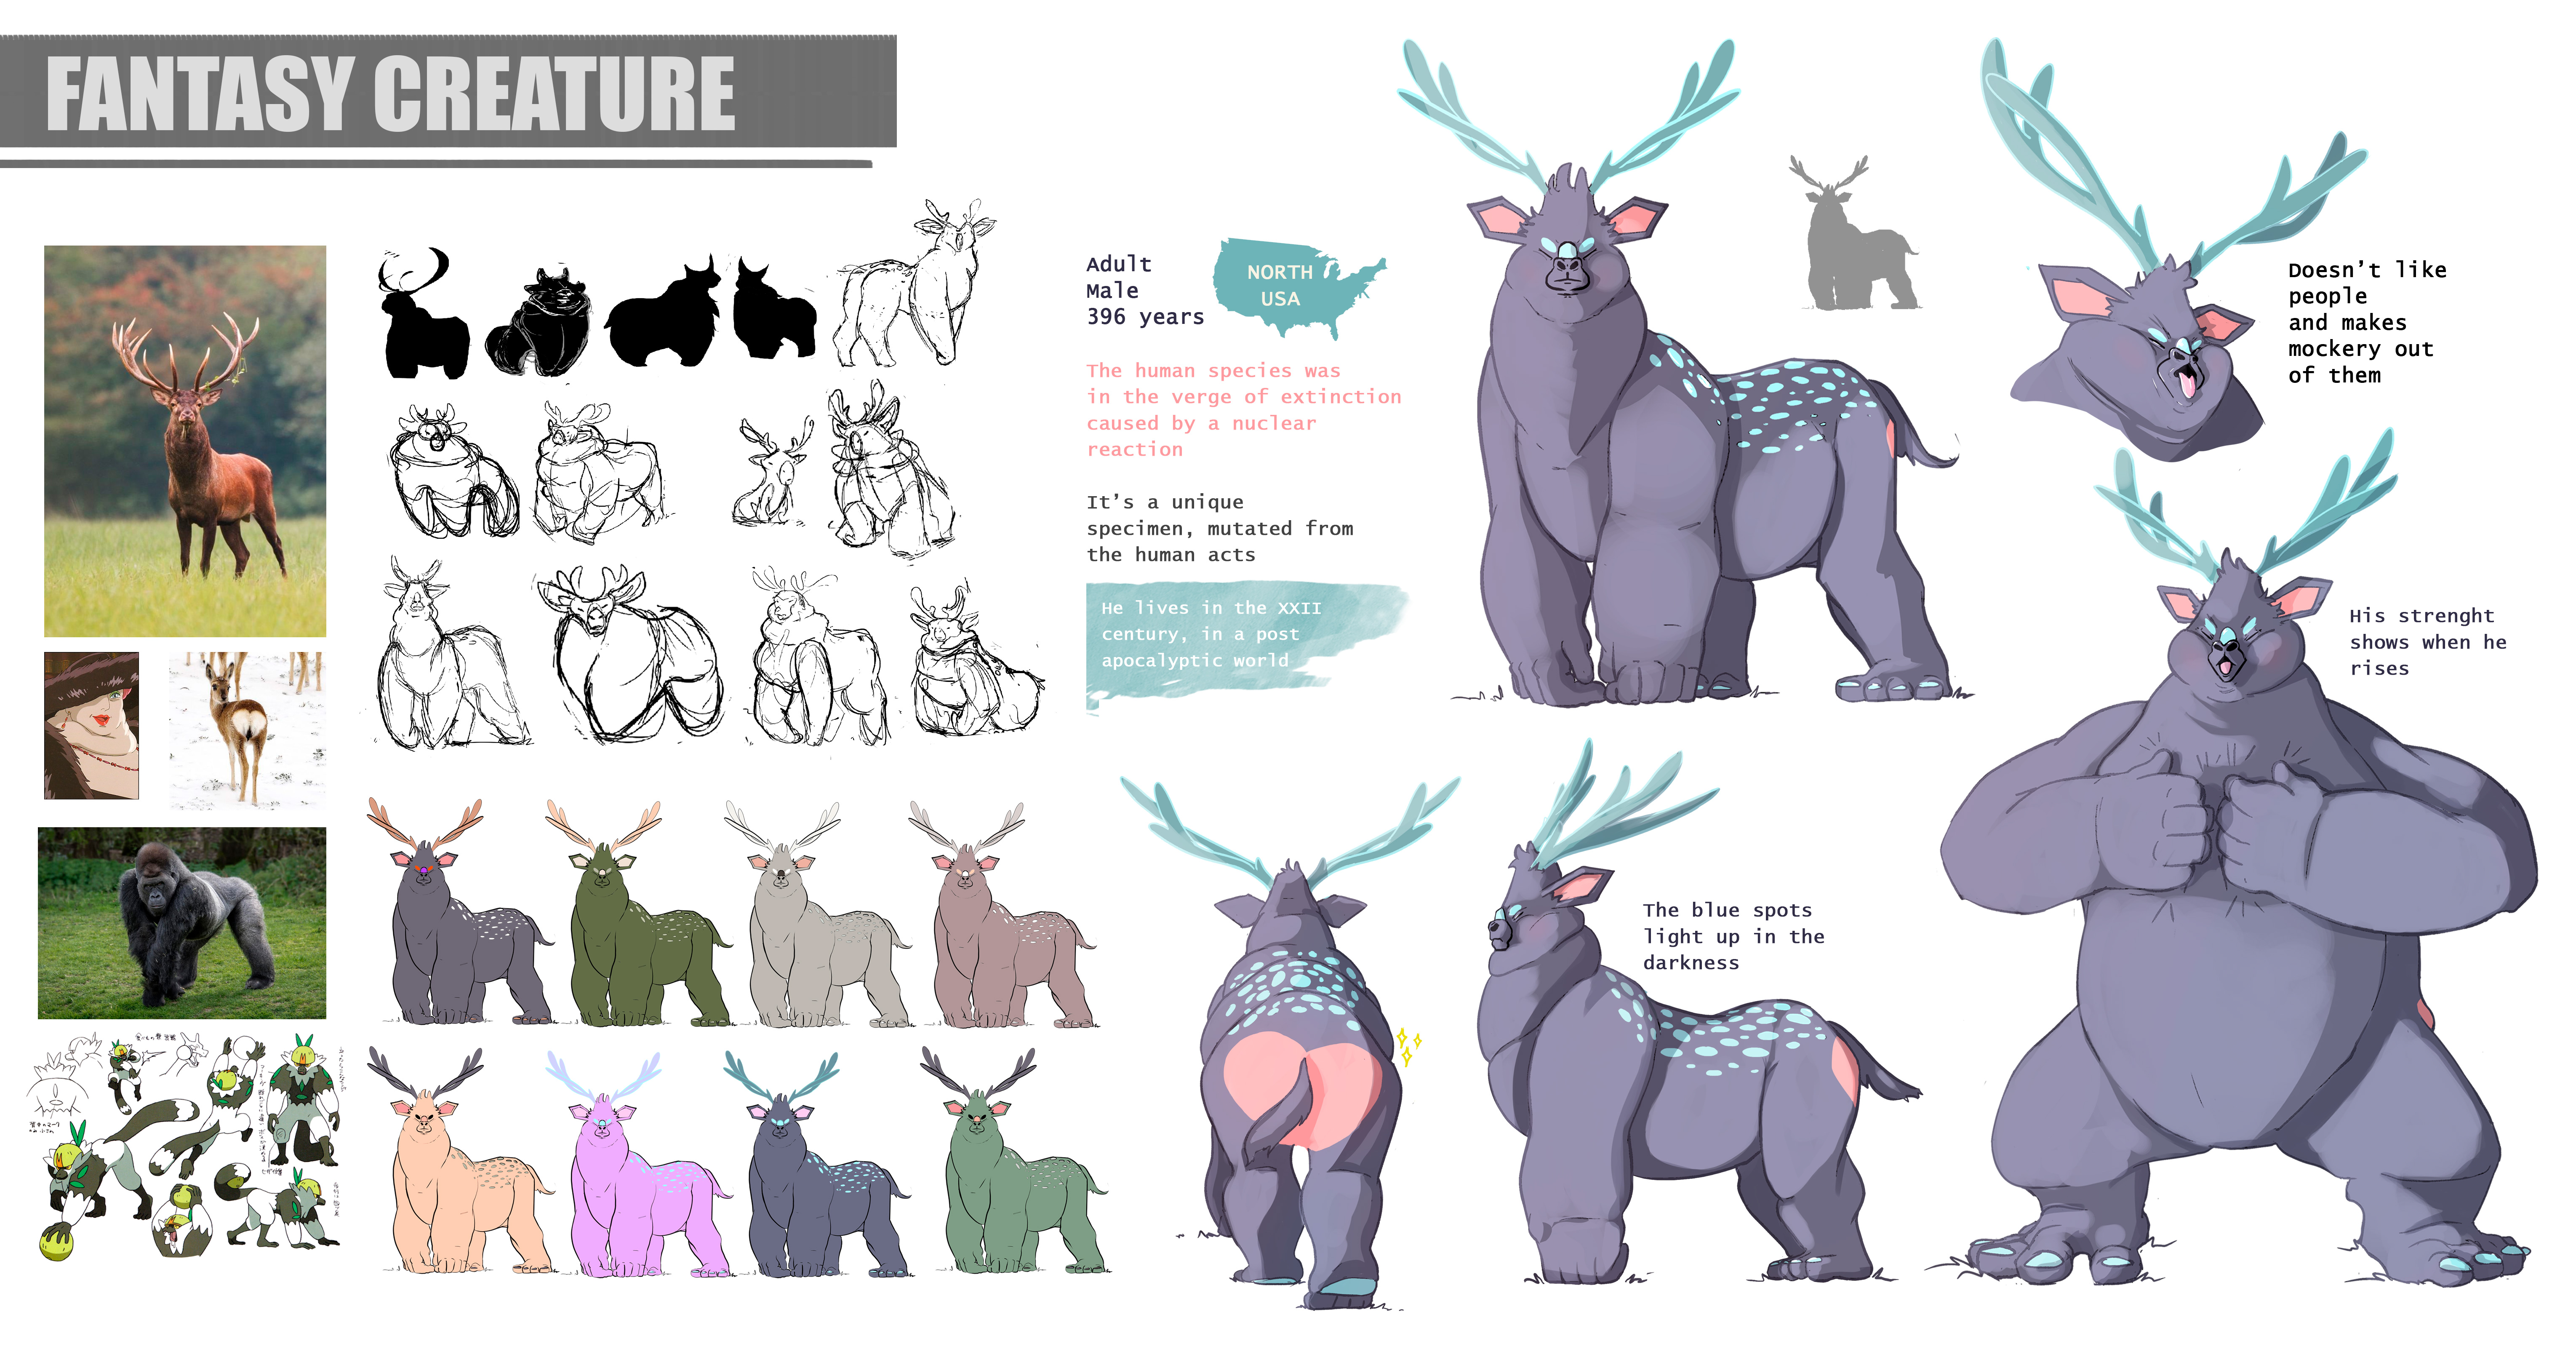 FANTASY CREATURE
Adult
Male
396 years
NORTH
USA
The human species was
in the verge of extinction
caused by a nuclear
reaction
It's a unique
specimen, mutated from
the human acts
He lives in the XXII
century, in a post
apocalyptic world
Doesn't like
people
and makes
mockery out
of them
His strenght
shows when he
rises
The blue spots
light up in the
darkness